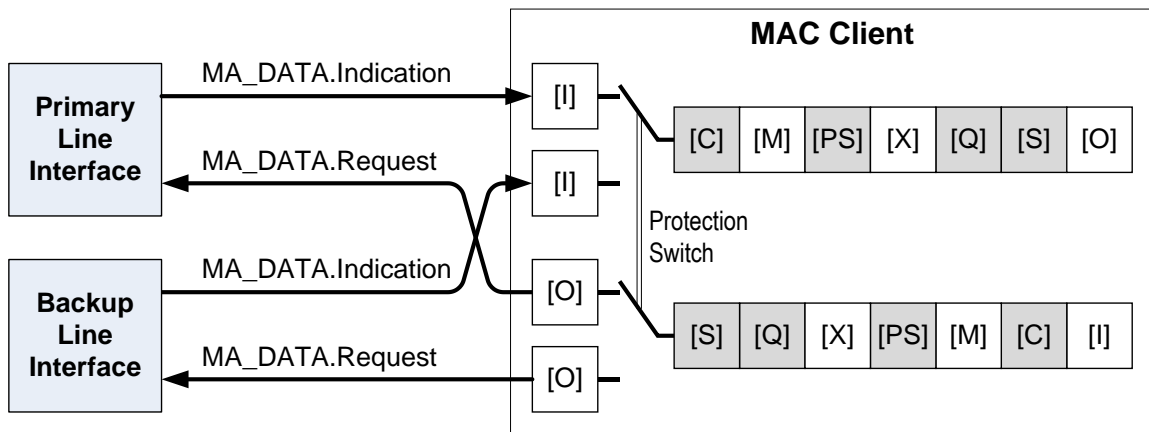 MAC Client
Primary
Line
Interface
MA_DATA.Indication
MA_DATA.Request
[I]
[I]
[C] [M] [PS] [X] [Q] [S] [O]
Protection
Switch
Backup
Line
Interface
MA_DATA.Indication
MA_DATA.Request
[O]
[O]
[S] [Q] [X] [PS] [M] [C] [I]